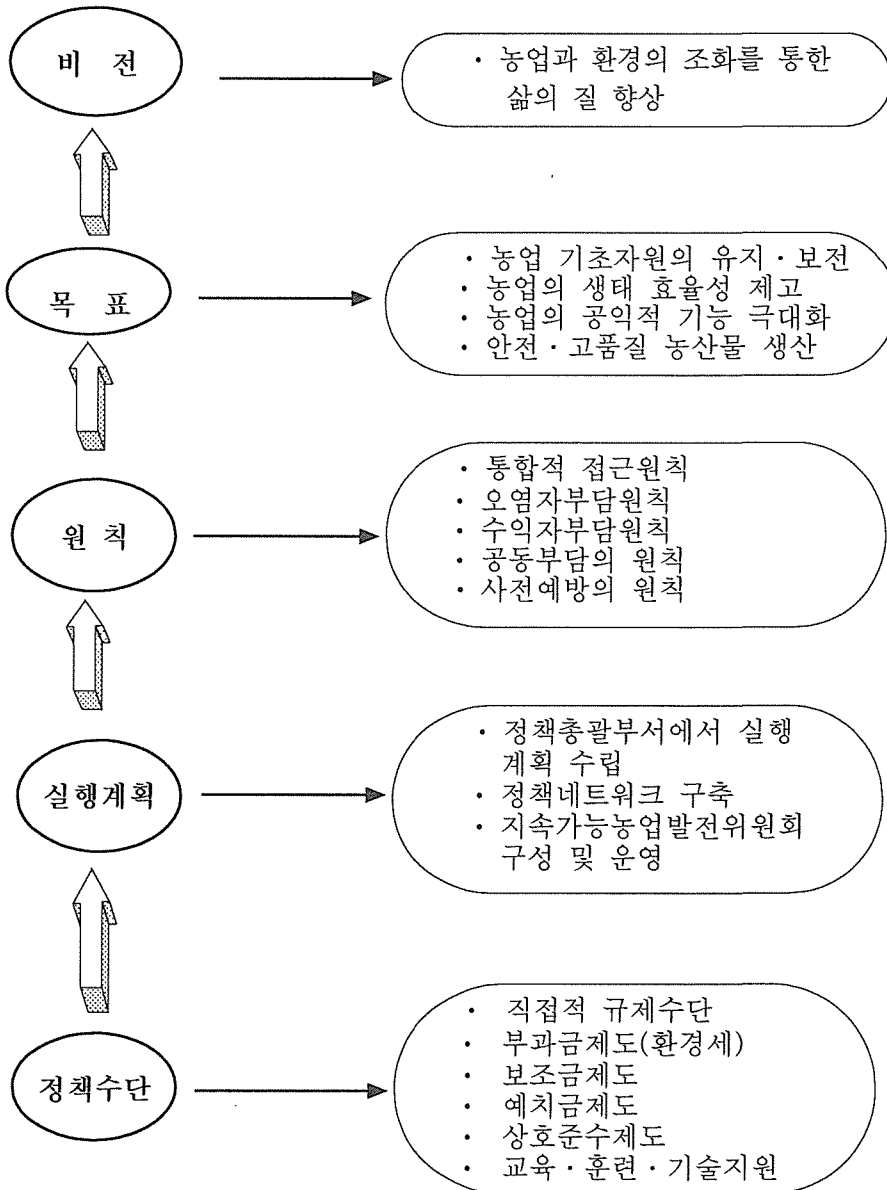 비 전
· 농업과 환경의 조화를 통한
삶의 질 향상
목 표
· 농업 기초자원의 유지 · 보전
· 농업의 생태 효율성 제고
· 농업의 공익적 기능 극대화
· 안전 · 고품질 농산물 생산
원 칙
· 통합적 접근원칙
· 오염자부담원칙
· 수익자부담원칙
· 공동부담의 원칙
· 사전예방의 원칙
실행계획
· 정책총괄부서에서 실행
계획 수립
· 정책네트워크 구축
· 지속가능농업발전위원회
구성 및 운영
정책수단
· 직접적 규제수단
· 부과금제도(환경세)
· 보조금제도
· 예치금제도
· 상호준수제도
· 교육 · 훈련 · 기술지원